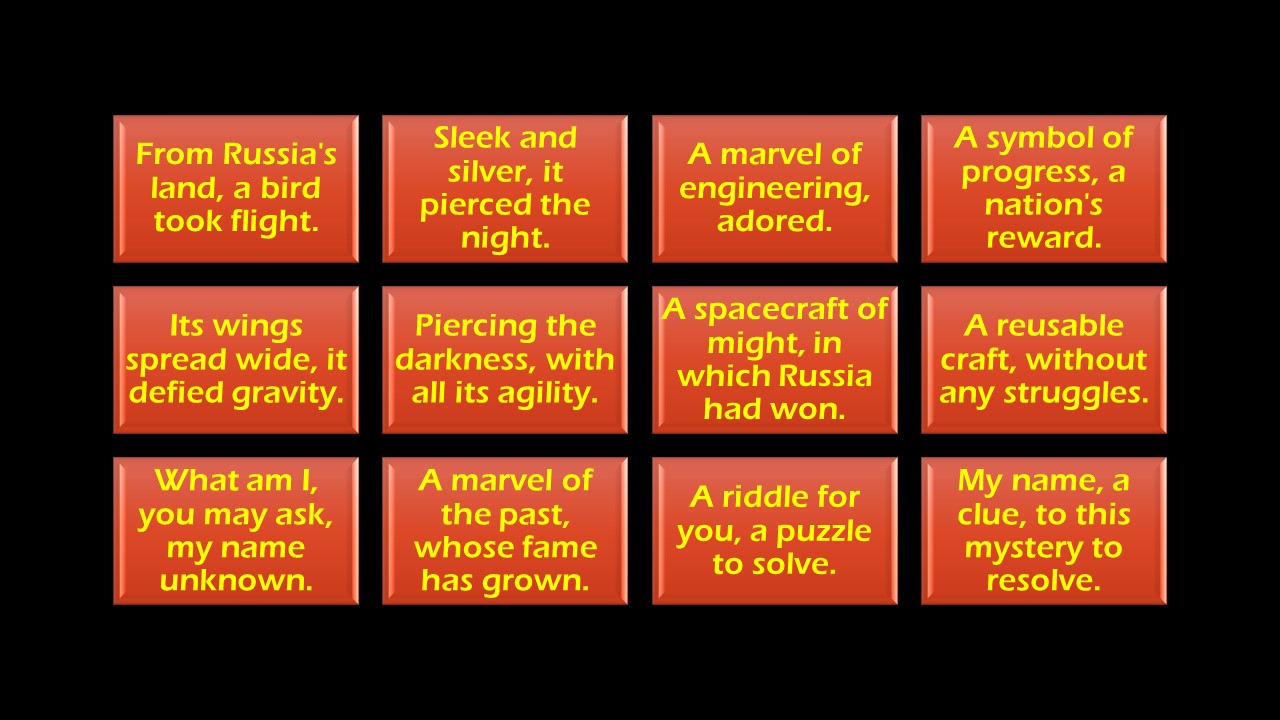 From Russia's
land, a bird
took flight.
Sleek and
silver, it
pierced the
night.
A marvel of
engineering,
adored.
A symbol of
progress, a
nation's
reward.
Its wings
spread wide, it
defied gravity.
Piercing the
darkness, with
all its agility.
A spacecraft of
might, in
which Russia
had won.
A reusable
craft, without
any struggles.
What am I,
you may ask,
my name
unknown.
A marvel of
the past,
whose fame
has grown.
A riddle for
you, a puzzle
to solve.
My name, a
clue, to this
mystery to
resolve.